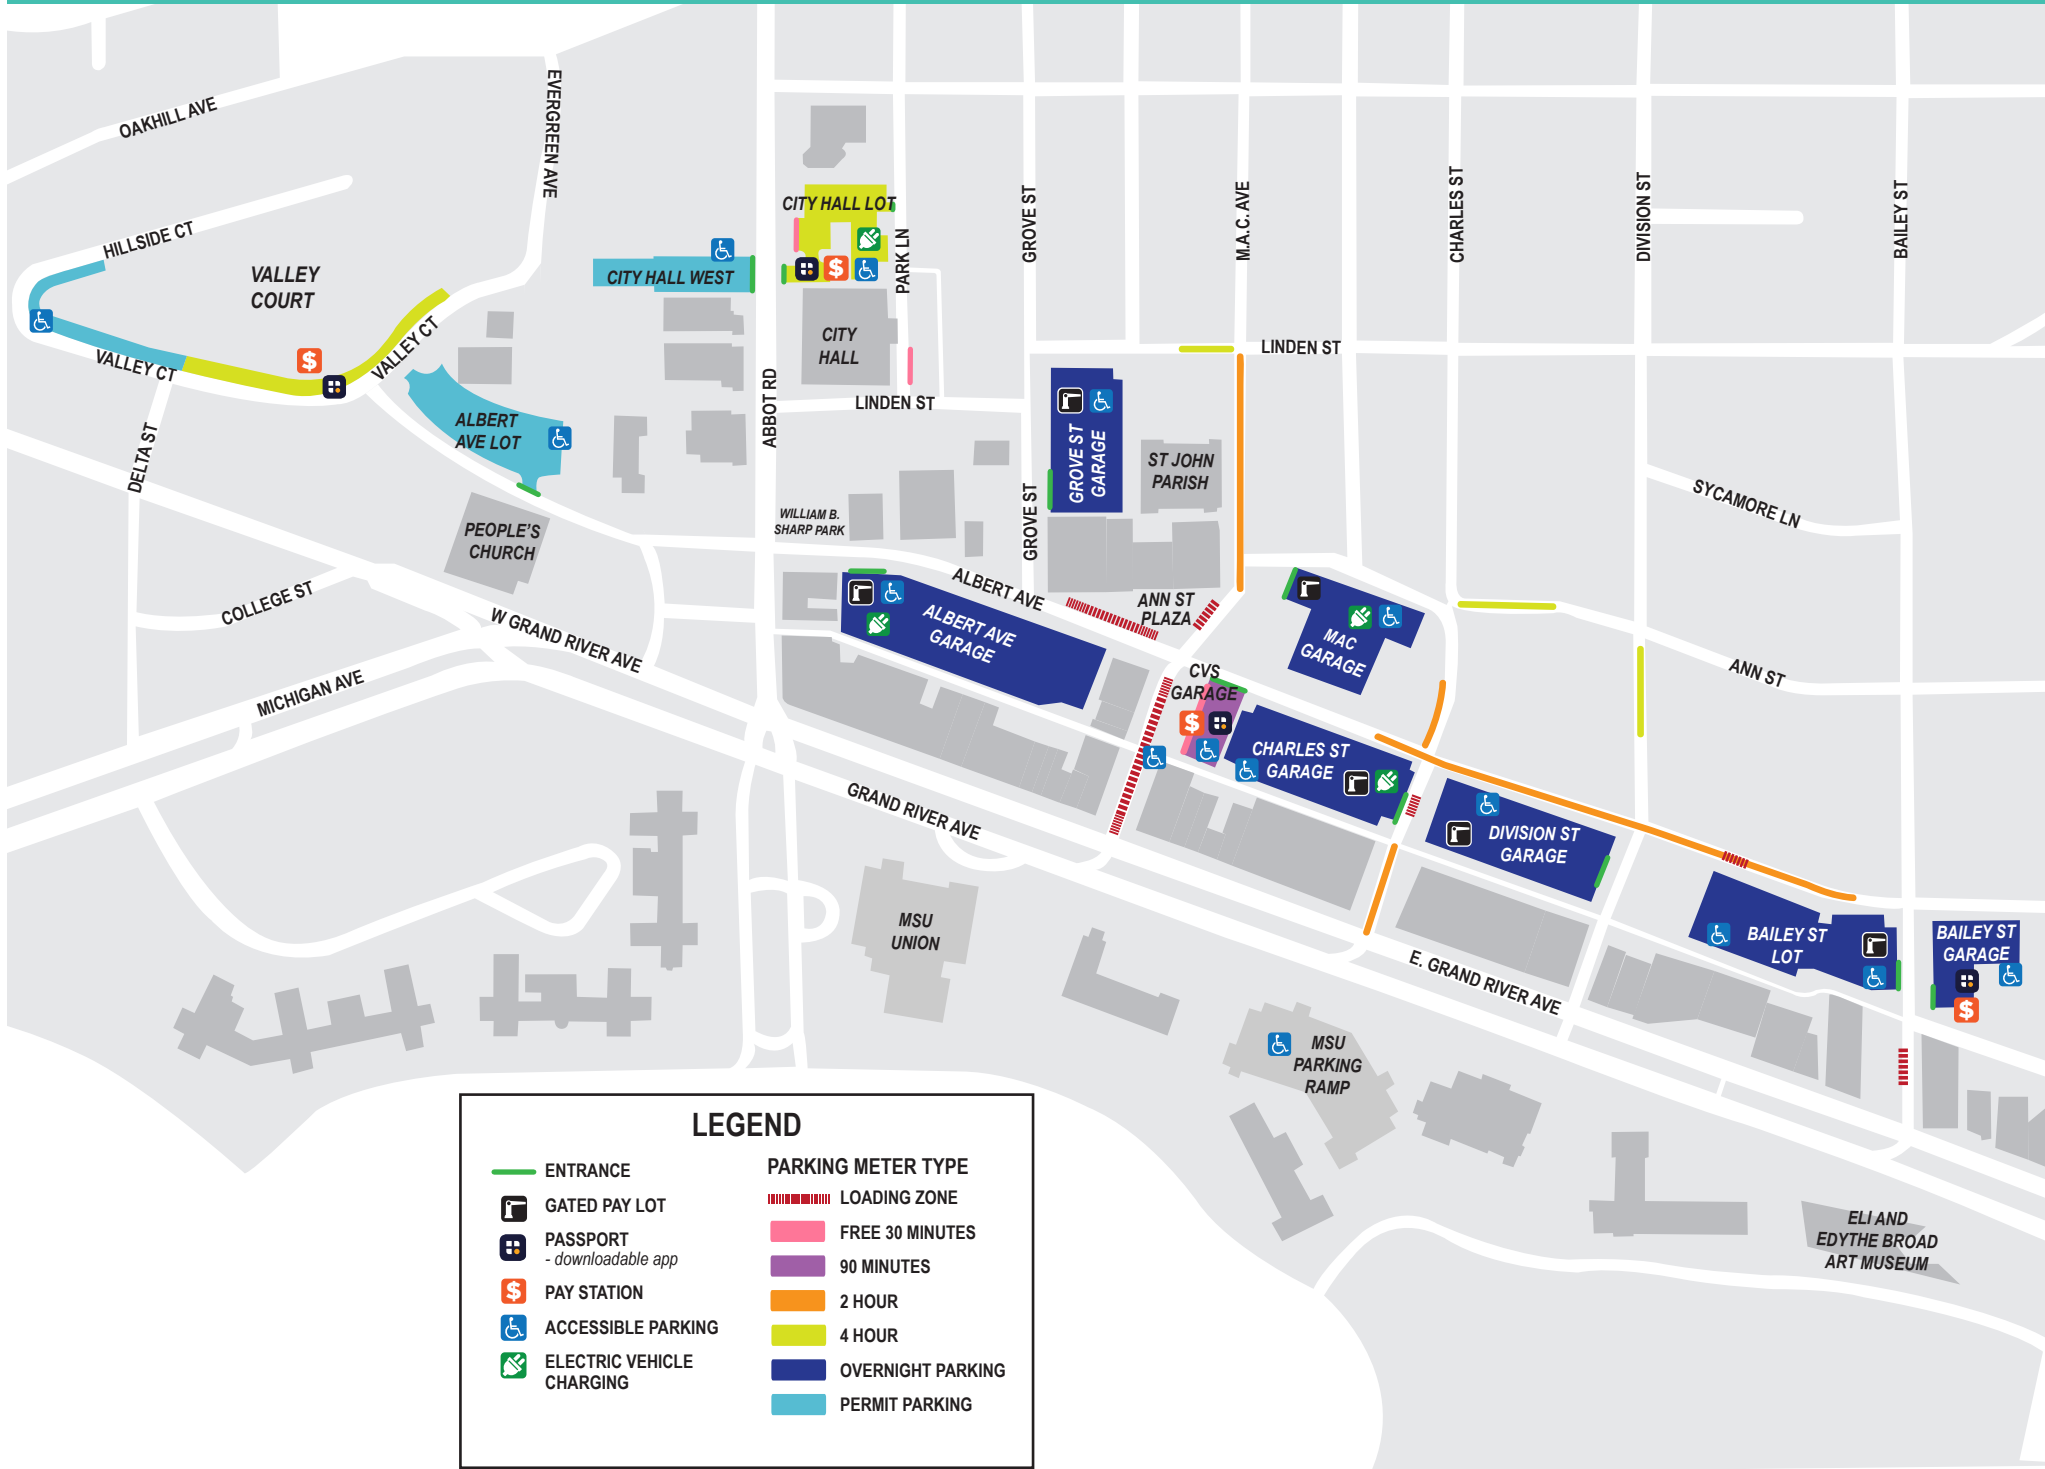 OAKHILL AVE
EVERGREEN AVE
HILLSIDE CT
VALLEY
COURT
VALLEY CT
VALLEY CT
DELTA ST
COLLEGE ST
MICHIGAN AVE
W GRAND RIVER AVE
ALBERT
AVE LOT
PEOPLE'S
CHURCH
CITY HALL WEST
ABBOT RD
CITY HALL LOT
PARK LN
CITY
HALL
LINDEN ST
WILLIAM B.
SHARP PARK
GROVE ST
GROVE ST
GROVE ST
GARAGE
ST JOHN
PARISH
M.A.C. AVE
LINDEN ST
CHARLES ST
DIVISION ST
BAILEY ST
SYCAMORE LN
ANN ST
ALBERT AVE
ANN ST
PLAZA
ALBERT AVE
GARAGE
MAC
GARAGE
CVS
GARAGE
CHARLES ST
GARAGE
DIVISION ST
GARAGE
BAILEY ST
LOT
BAILEY ST
GARAGE
GRAND RIVER AVE
E. GRAND RIVER AVE
MSU
UNION
MSU
PARKING
RAMP
ELI AND
EDYTHE BROAD
ART MUSEUM
LEGEND
ENTRANCE
GATED PAY LOT
PASSPORT
- downloadable app
PAY STATION
ACCESSIBLE PARKING
ELECTRIC VEHICLE
CHARGING
PARKING METER TYPE
LOADING ZONE
FREE 30 MINUTES
90 MINUTES
2 HOUR
4 HOUR
OVERNIGHT PARKING
PERMIT PARKING